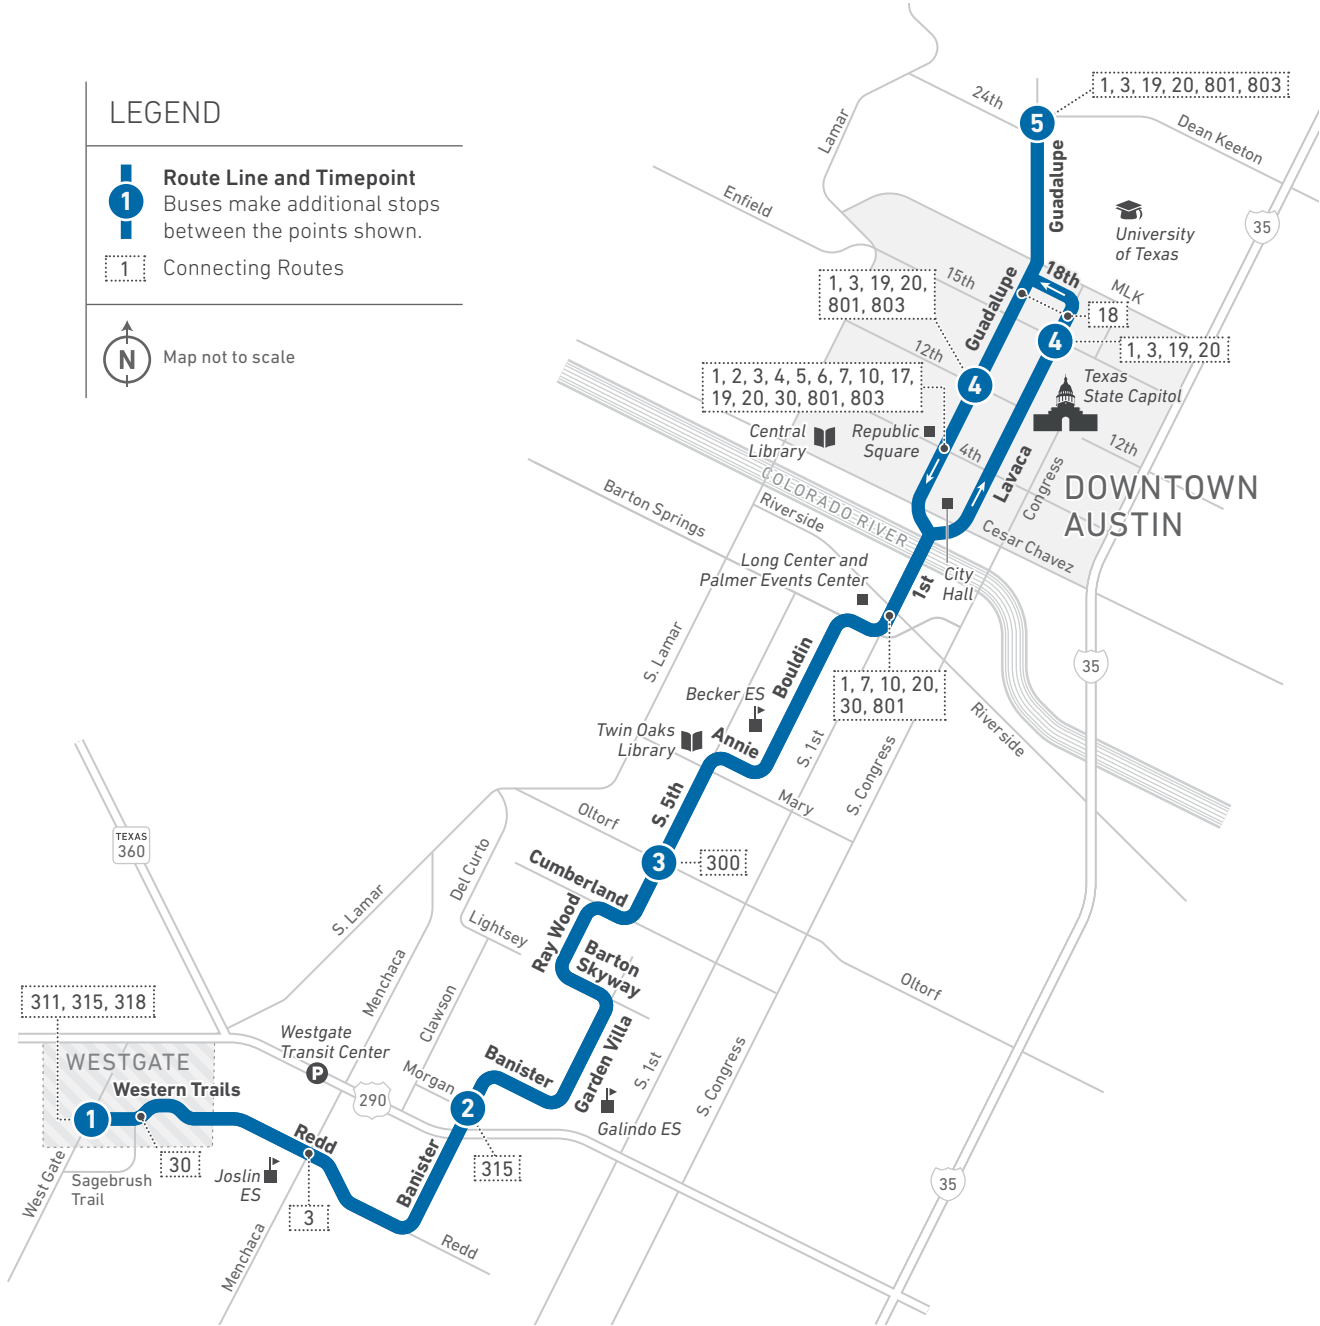 LEGEND
1
Route Line and Timepoint
Buses make additional stops
between the points shown.
1
Connecting Routes
N
Map not to scale
1, 3, 19, 20, 801, 803
24th
5
Dean Keeton
Lamar
Guadalupe
Enfield
University
of Texas
35
15th
18th
MLK
1, 3, 19, 20,
801, 803
Guadalupe
18
12th
4
1, 3, 19, 20
1, 2, 3, 4, 5, 6, 7, 10, 17,
19, 20, 30, 801, 803
4
Texas
State Capitol
Central
Library
Republic
Square
4th
12th
Lavaca
Congress
DOWNTOWN
AUSTIN
COLORADO RIVER
Barton Springs
Riverside
Cesar Chavez
Long Center and
Palmer Events Center
1st
City
Hall
S. Lamar
Bouldin
35
1, 7, 10, 20,
30, 801
Becker ES
Riverside
Twin Oaks
Library
Annie
S. 1st
S. Congress
Mary
S. 5th
Oltorf
TEXAS
360
3
300
Del Curto
Cumberland
S. Lamar
Lightsey
Ray Wood
Barton
Skyway
Menchaca
Oltorf
311, 315, 318
Clawson
Westgate
Transit Center
P
WESTGATE
Western Trails
Morgan
Banister
Garden Villa
S. 1st
S. Congress
290
1
2
Galindo ES
Redd
315
30
Joslin
ES
Banister
West Gate
Sagebrush
Trail
3
35
Menchaca
Redd